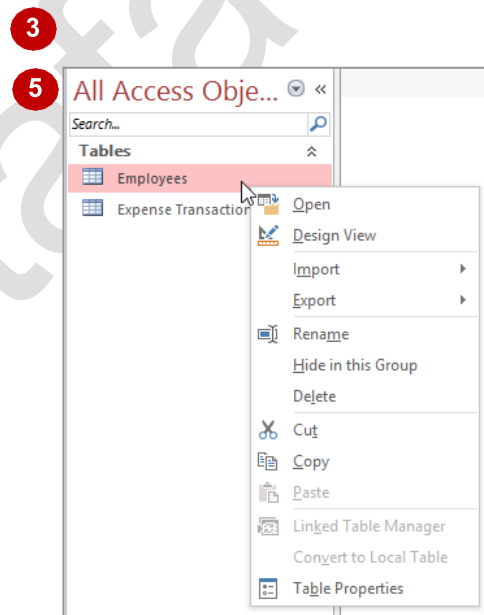 3
5
All Access Obje... «
Search...
Tables
Employees
Expense Transaction
Open
Design View
Import
Export
Rename
Hide in this Group
Delete
Cut
Copy
Paste
Linked Table Manager
Convert to Local Table
Table Properties